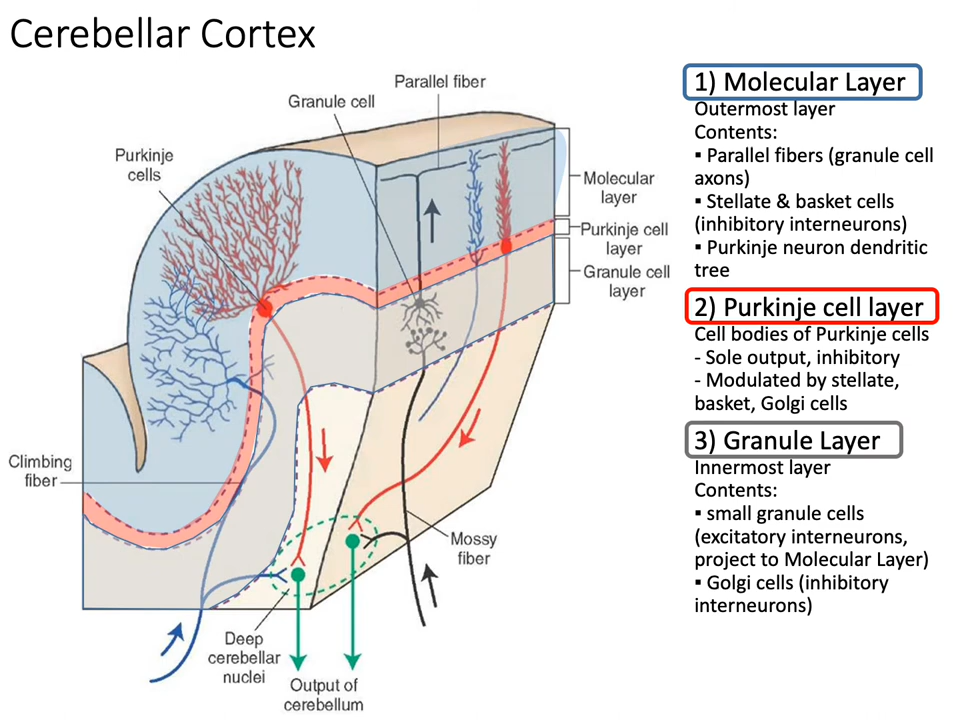 Cerebellar Cortex
Parallel fiber
Granule cell
Purkinje
cells
Molecular
layer
Purkinje cell
layer
Granule cell
layer
Climbing
fiber
Mossy
fiber
Deep
cerebellar
nuclei
Output of
cerebellum
1) Molecular Layer
Outermost layer
Contents:
▪ Parallel fibers (granule cell
axons)
▪ Stellate & basket cells
(inhibitory interneurons)
▪ Purkinje neuron dendritic
tree
2) Purkinje cell layer
Cell bodies of Purkinje cells
- Sole output, inhibitory
- Modulated by stellate,
basket, Golgi cells
3) Granule Layer
Innermost layer
Contents:
▪ small granule cells
(excitatory interneurons,
project to Molecular Layer)
▪ Golgi cells (inhibitory
interneurons)